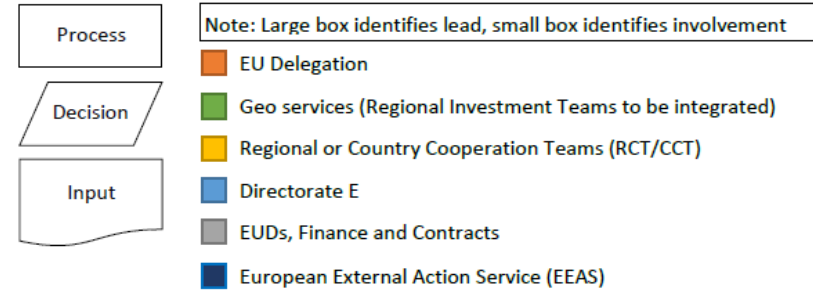 Process
Decision
Input
Note: Large box identifies lead, small box identifies involvement
EU Delegation
Geo services (Regional Investment Teams to be integrated)
Regional or Country Cooperation Teams (RCT/CCT)
Directorate E
EUDs, Finance and Contracts
European External Action Service (EEAS)